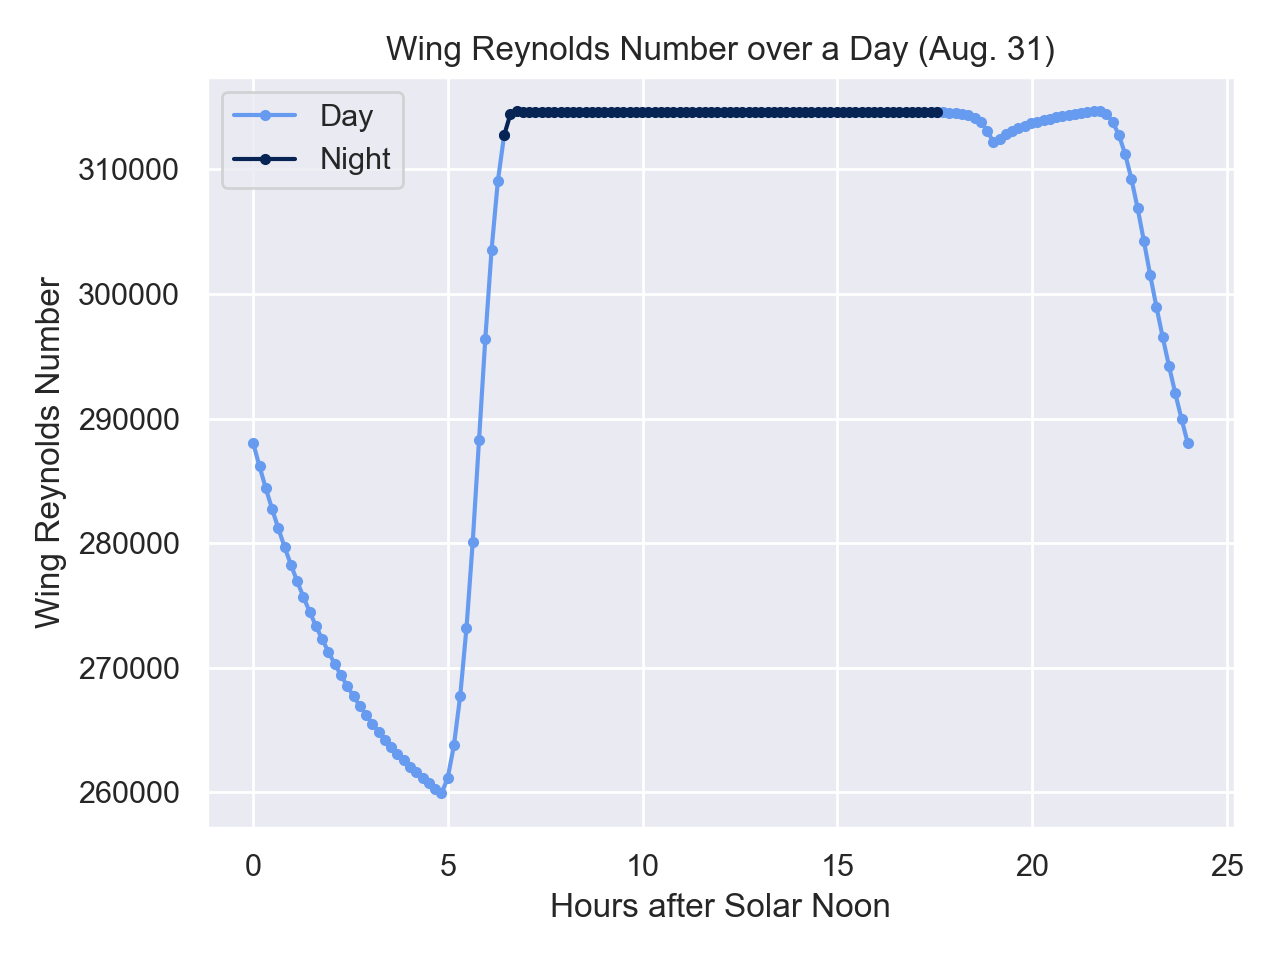 Wing Reynolds Number over a Day (Aug. 31)
Day
Night
Wing Reynolds Number
310000
300000
290000
280000
270000
260000
0 5 10 15 20 25
Hours after Solar Noon